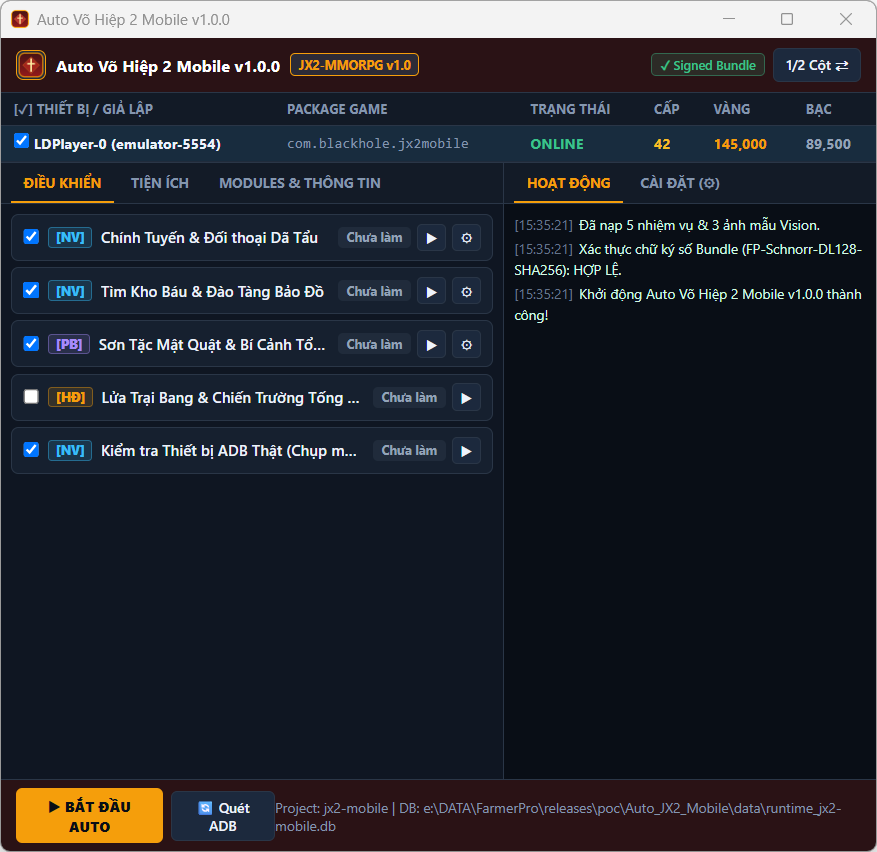 Auto Võ Hiệp 2 Mobile v1.0.0
Auto Võ Hiệp 2 Mobile v1.0.0 JX2-MMORPG v1.0 ✓ Signed Bundle 1/2 Cột ⇄
[✓] THIẾT BỊ / GIẢ LẬP PACKAGE GAME TRẠNG THÁI CẤP VÀNG BẠC
LDPlayer-0 (emulator-5554) com.blackhole.jx2mobile ONLINE 42 145,000 89,500
ĐIỀU KHIỂN TIỆN ÍCH MODULES & THÔNG TIN
[NV] Chính Tuyến & Đối thoại Dã Tẩu Chưa làm ▶ ⚙
[NV] Tìm Kho Báu & Đào Tàng Bảo Đồ Chưa làm ▶ ⚙
[PB] Sơn Tặc Mật Quật & Bí Cảnh Tố... Chưa làm ▶ ⚙
[HĐ] Lửa Trại Bang & Chiến Trường Tống ... Chưa làm ▶
[NV] Kiểm tra Thiết bị ADB Thật (Chụp m... Chưa làm ▶
HOẠT ĐỘNG CÀI ĐẶT (⚙)
[15:35:21] Đã nạp 5 nhiệm vụ & 3 ảnh mẫu Vision.
[15:35:21] Xác thực chữ ký số Bundle (FP-Schnorr-DL128-
SHA256): HỢP LỆ.
[15:35:21] Khởi động Auto Võ Hiệp 2 Mobile v1.0.0 thành
công!
▶ BẮT ĐẦU
AUTO
🔄 Quét
ADB
Project: jx2-mobile | DB: e:\DATA\FarmerPro\releases\poc\Auto_JX2_Mobile\data\runtime_jx2-
mobile.db